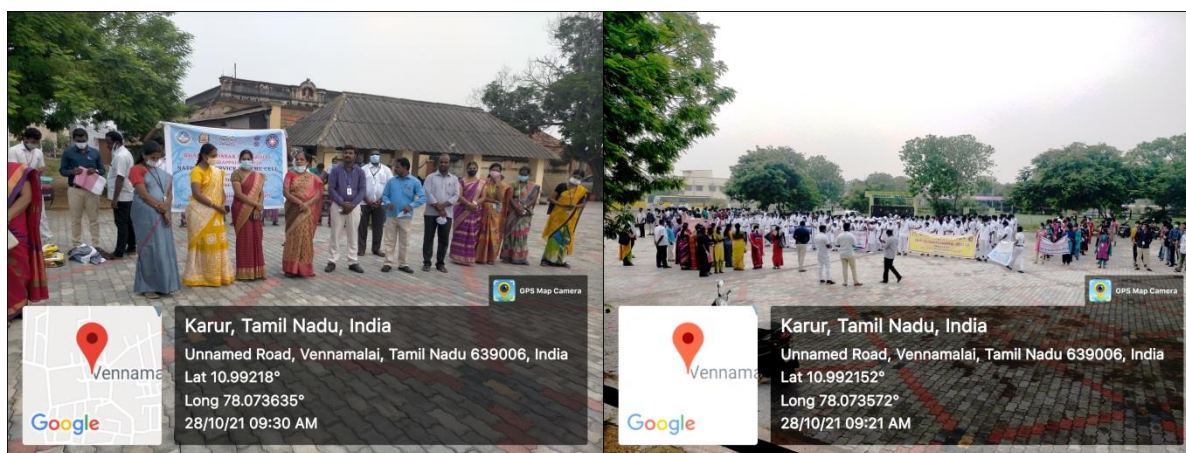 GPS Map Camera
Karur, Tamil Nadu, India
Unnamed Road, Vennamalai, Tamil Nadu 639006, India
Lat 10.99218°
Long 78.073635°
28/10/21 09:30 AM
Vennama
Google
GPS Map Camera
Karur, Tamil Nadu, India
Unnamed Road, Vennamalai, Tamil Nadu 639006, India
Lat 10.992152°
Long 78.073572°
28/10/21 09:21 AM
Vennama
Google